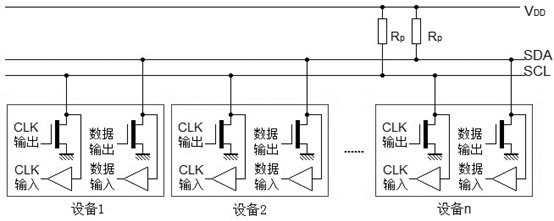 VDD
Rp Rp
SDA
SCL
CLK 数据 CLK 数据 CLK 数据
输出 输出 输出 输出 输出 输出
......
CLK 数据 CLK 数据 CLK 数据
输入 输入 输入 输入 输入 输入
设备1 设备2 设备n